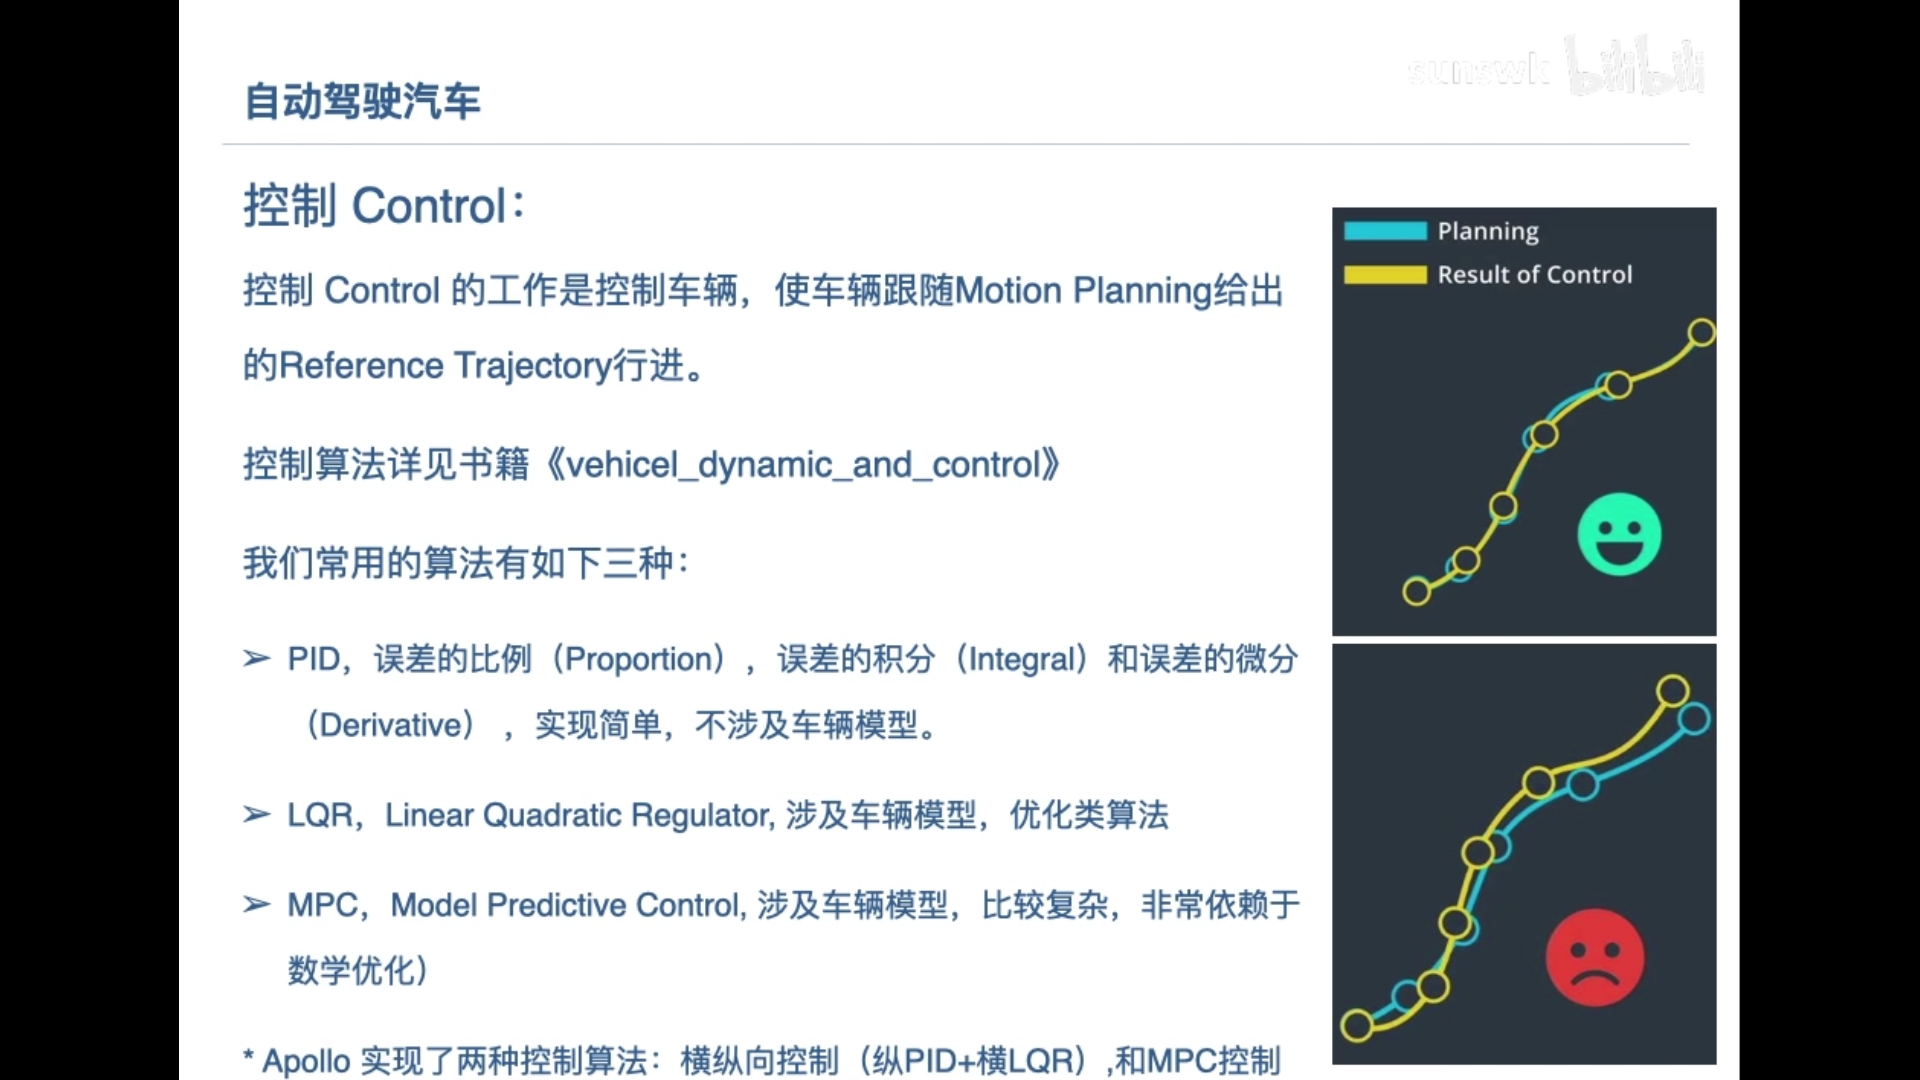 sunswk bilibili
自动驾驶汽车
控制 Control：
控制 Control 的工作是控制车辆，使车辆跟随Motion Planning给出
的Reference Trajectory行进。
控制算法详见书籍《vehicel_dynamic_and_control》
我们常用的算法有如下三种：
➢ PID，误差的比例（Proportion），误差的积分（Integral）和误差的微分
（Derivative） ，实现简单，不涉及车辆模型。
➢ LQR，Linear Quadratic Regulator, 涉及车辆模型，优化类算法
➢ MPC，Model Predictive Control, 涉及车辆模型，比较复杂，非常依赖于
数学优化）
* Apollo 实现了两种控制算法：横纵向控制（纵PID+横LQR）,和MPC控制
Planning
Result of Control